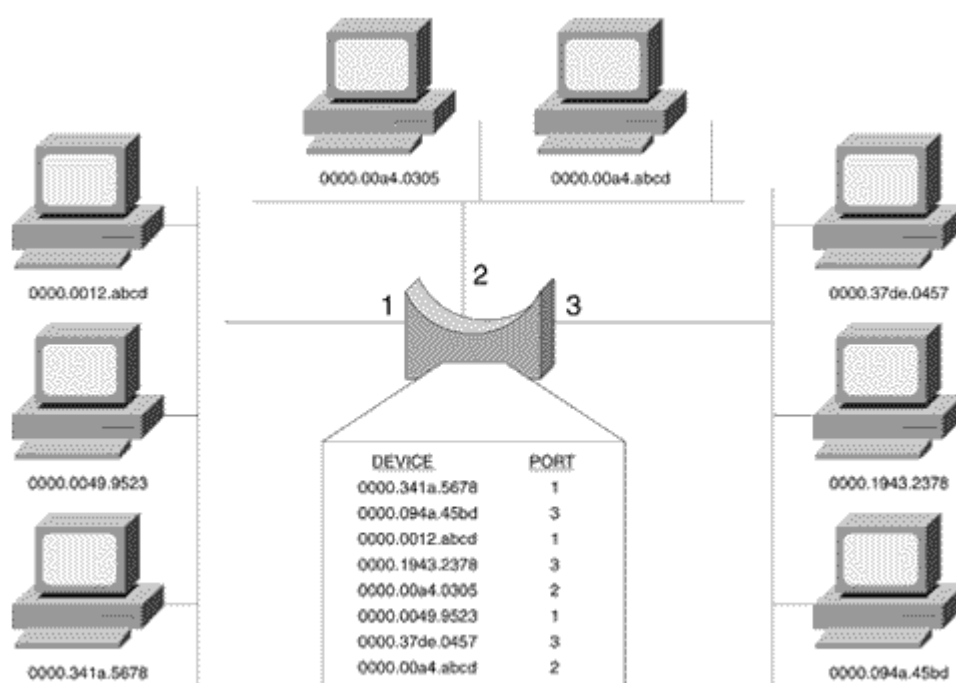 0000.00a4.0305 0000.00a4.abcd
0000.0012.abcd 0000.37de.0457
2
1 3
0000.0049.9523 0000.1943.2378
DEVICE PORT
0000.341a.5678 1
0000.094a.45bd 3
0000.0012.abcd 1
0000.1943.2378 3
0000.00a4.0305 2
0000.0049.9523 1
0000.37de.0457 3
0000.00a4.abcd 2
0000.341a.5678 0000.094a.45bd